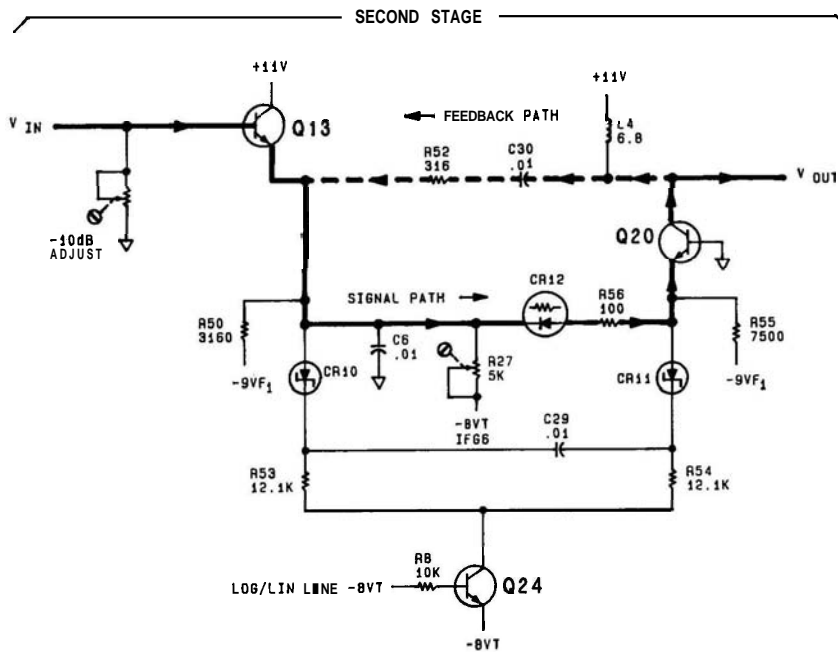 SECOND STAGE
+11V
+11V
V IN
Q13
FEEDBACK PATH
L4
6.8
R52
316
C30
.01
V OUT
-10dB
ADJUST
Q20
CR12
SIGNAL PATH
R56
100
R50
3160
R55
7500
C6
.01
R27
5K
-9VF1
CR10
CR11
-9VF1
-8VT
IFG6
C29
.01
R53
12.1K
R54
12.1K
R8
10K
LOG/LIN LINE -8VT
Q24
-8VT